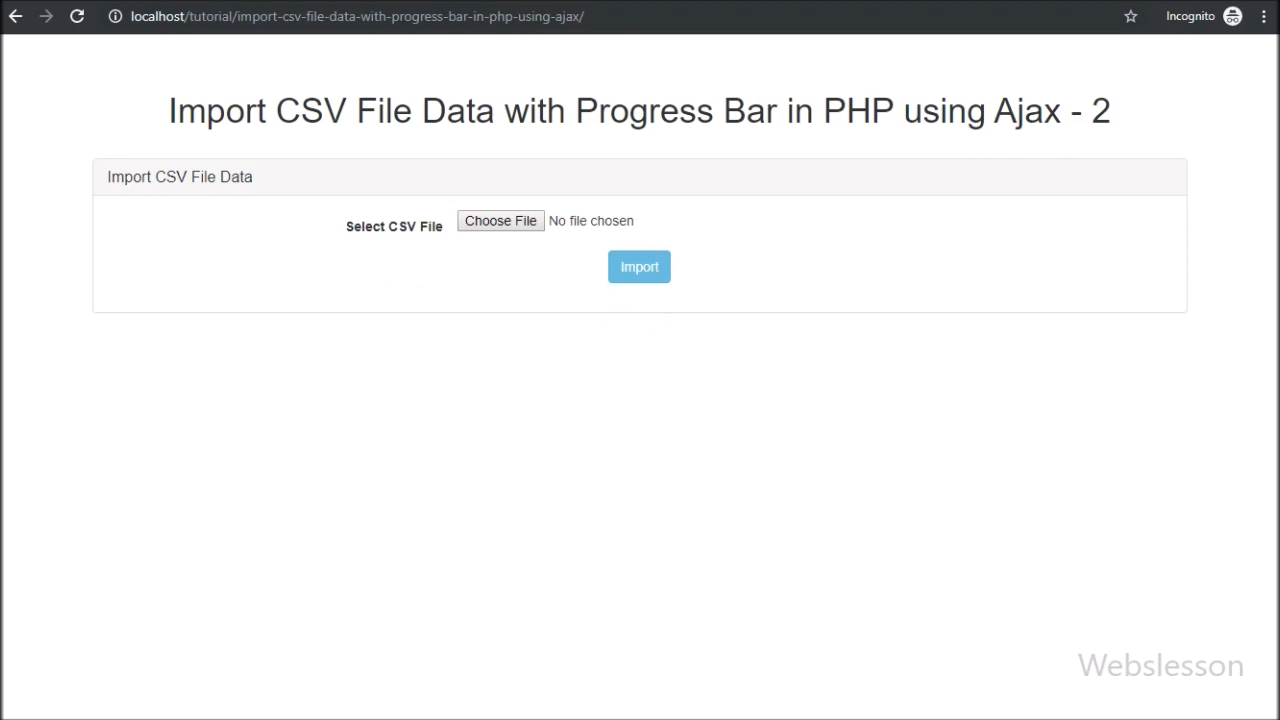 localhost/tutorial/import-csv-file-data-with-progress-bar-in-php-using-ajax/
Incognito
Import CSV File Data with Progress Bar in PHP using Ajax - 2
Import CSV File Data
Select CSV File Choose File No file chosen
Import
Webslesson